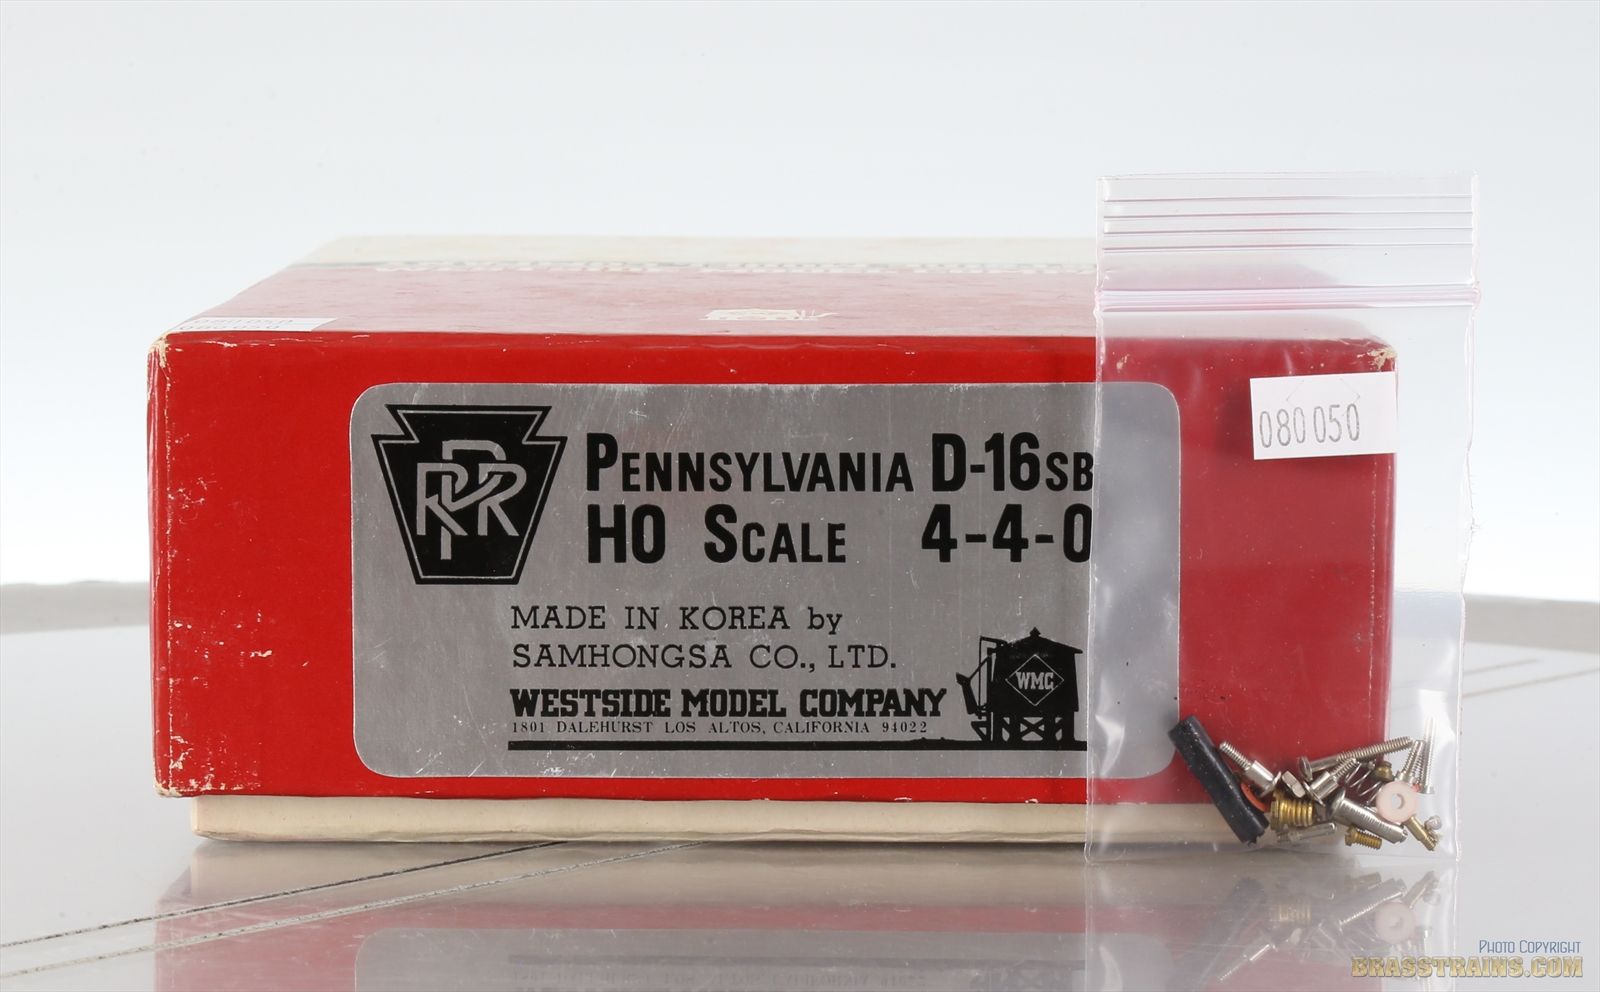 080050
PRR
PENNSYLVANIA D-16SB
HO SCALE 4-4-0
MADE IN KOREA by
SAMHONGSA CO., LTD.
WESTSIDE MODEL COMPANY
1801 DALEHURST LOS ALTOS, CALIFORNIA 94022
WMC
080050
PHOTO COPYRIGHT
BRASSTRAINS.COM